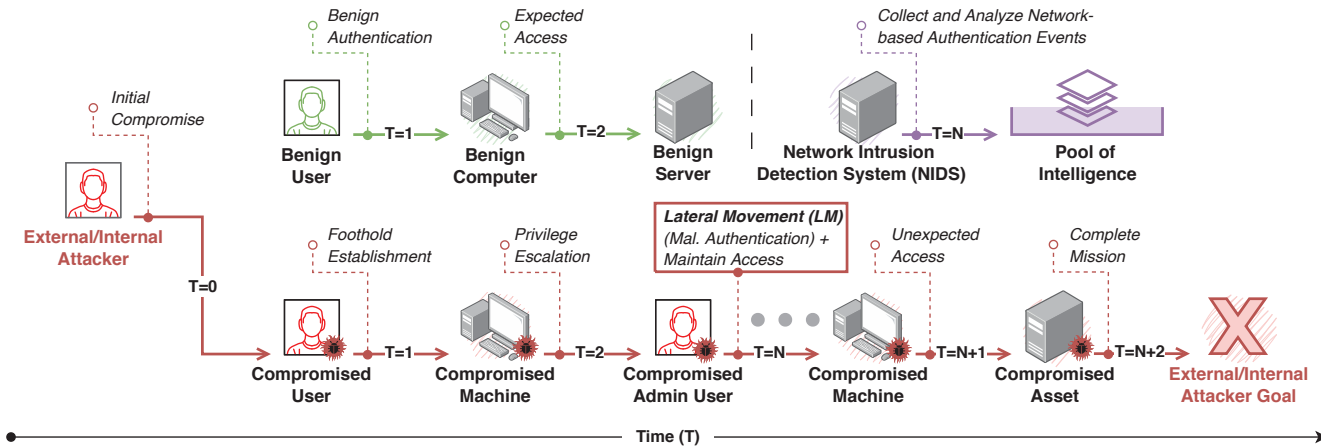 Benign
Authentication
Expected
Access
Collect and Analyze Network-
based Authentication Events
Initial
Compromise
T=1
T=2
T=N
Benign
User
Benign
Computer
Benign
Server
Network Intrusion
Detection System (NIDS)
Pool of
Intelligence
External/Internal
Attacker
T=0
Foothold
Establishment
Privilege
Escalation
Lateral Movement (LM)
(Mal. Authentication) +
Maintain Access
Unexpected
Access
Complete
Mission
T=1
T=2
T=N
T=N+1
T=N+2
Compromised
User
Compromised
Machine
Compromised
Admin User
Compromised
Machine
Compromised
Asset
External/Internal
Attacker Goal
Time (T)